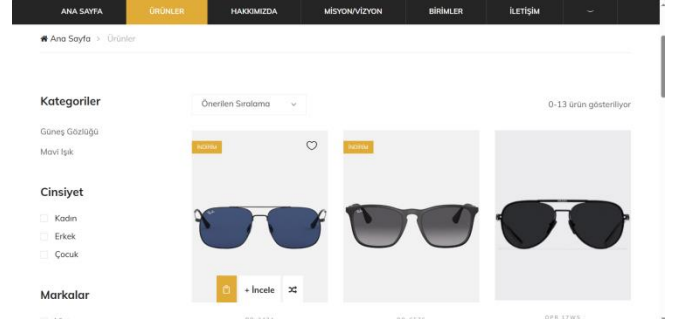 ANA SAYFA ÜRÜNLER HAKKIMIZDA MİSYON/VİZYON BİRİMLER İLETİŞİM
Ana Sayfa > Ürünler
Kategoriler
Önerilen Sıralama
0-13 ürün gösteriliyor
Güneş Gözlüğü
Mavi Işık
Cinsiyet
Kadın
Erkek
Çocuk
+ İncele
Markalar